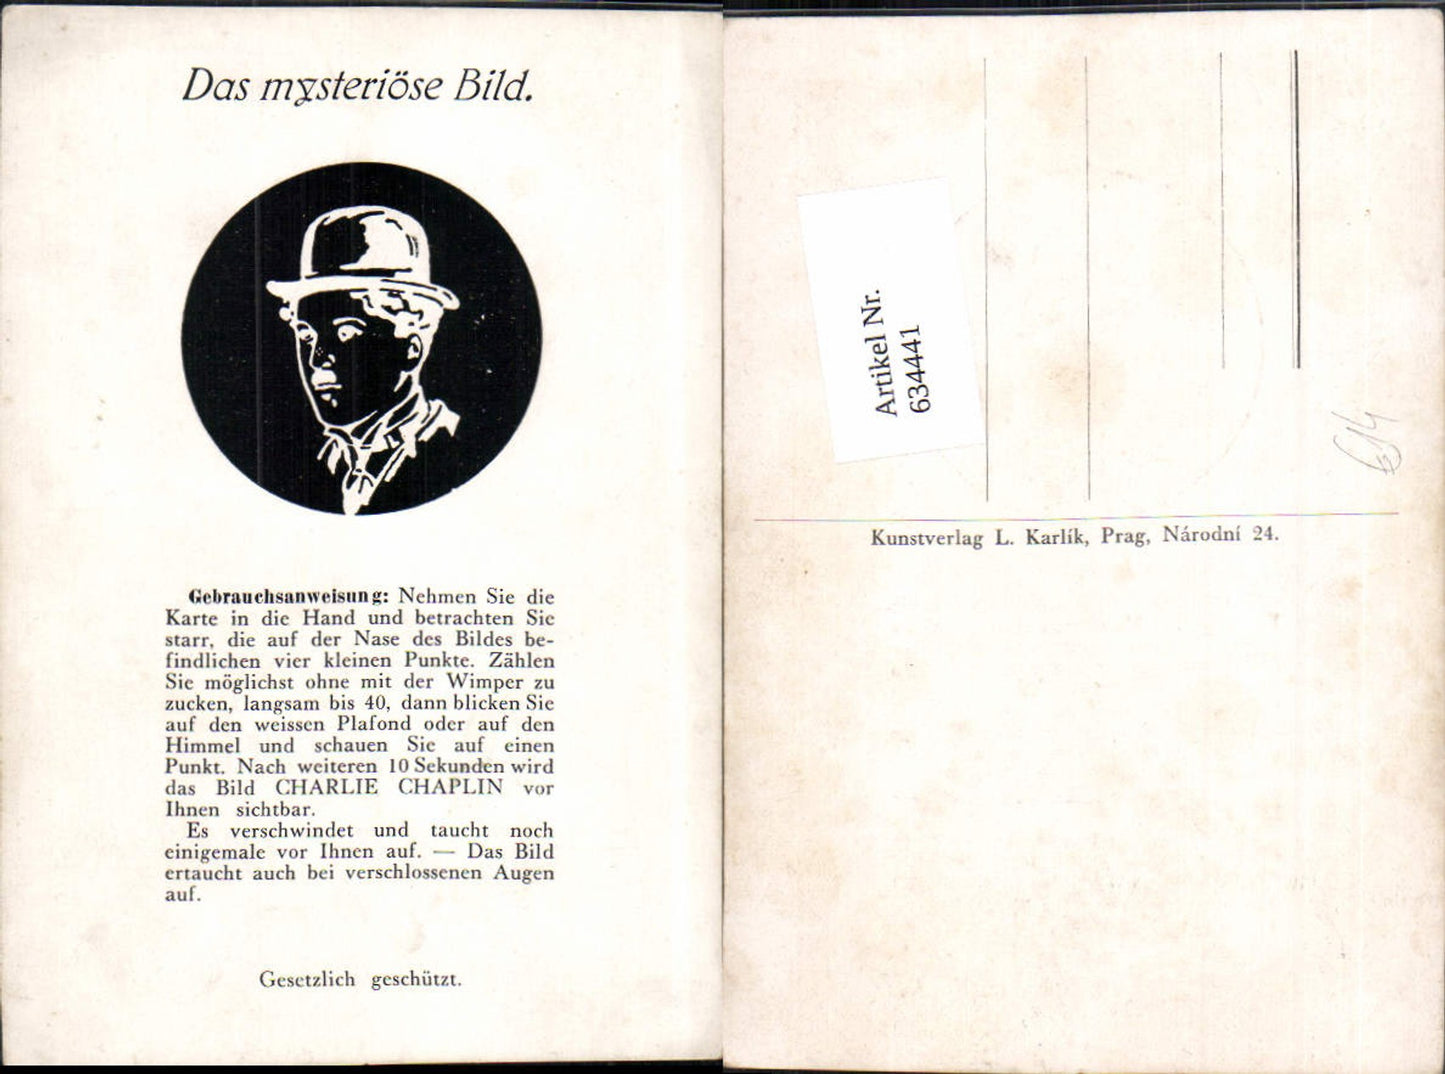 Das mysteriöse Bild.
Gebrauchsanweisung: Nehmen Sie die
Karte in die Hand und betrachten Sie
starr, die auf der Nase des Bildes be-
findlichen vier kleinen Punkte. Zählen
Sie möglichst ohne mit der Wimper zu
zucken, langsam bis 40, dann blicken Sie
auf den weissen Plafond oder auf den
Himmel und schauen Sie auf einen
Punkt. Nach weiteren 10 Sekunden wird
das Bild CHARLIE CHAPLIN vor
Ihnen sichtbar.
Es verschwindet und taucht noch
einigemale vor Ihnen auf. — Das Bild
ertaucht auch bei verschlossenen Augen
auf.
Gesetzlich geschützt.
Artikel Nr.
634441
Kunstverlag L. Karlík, Prag, Národní 24.